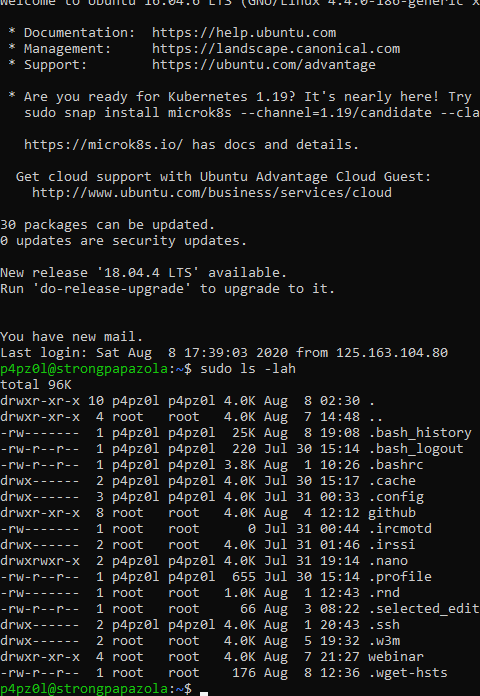 Welcome to Ubuntu 16.04.6 LTS (GNU/Linux 4.4.0-186-generic x
 * Documentation:  https://help.ubuntu.com
 * Management:     https://landscape.canonical.com
 * Support:        https://ubuntu.com/advantage
 * Are you ready for Kubernetes 1.19? It's nearly here! Try
   sudo snap install microk8s --channel=1.19/candidate --cla
   https://microk8s.io/ has docs and details.
  Get cloud support with Ubuntu Advantage Cloud Guest:
    http://www.ubuntu.com/business/services/cloud
30 packages can be updated.
0 updates are security updates.
New release '18.04.4 LTS' available.
Run 'do-release-upgrade' to upgrade to it.
You have new mail.
Last login: Sat Aug  8 17:39:03 2020 from 125.163.104.80
p4pz0l@strongpapazola:~$ sudo ls -lah
total 96K
drwxr-xr-x 10 p4pz0l p4pz0l 4.0K Aug  8 02:30 .
drwxr-xr-x  4 root   root   4.0K Aug  7 14:48 ..
-rw-------  1 p4pz0l p4pz0l  25K Aug  8 19:08 .bash_history
-rw-r--r--  1 p4pz0l p4pz0l  220 Jul 30 15:14 .bash_logout
-rw-r--r--  1 p4pz0l p4pz0l 3.8K Aug  1 10:26 .bashrc
drwx------  2 p4pz0l p4pz0l 4.0K Jul 30 15:17 .cache
drwx------  3 p4pz0l p4pz0l 4.0K Jul 31 00:33 .config
drwxr-xr-x  8 root   root   4.0K Aug  4 12:12 github
-rw-------  1 root   root      0 Jul 31 00:44 .ircmotd
drwx------  2 root   root   4.0K Jul 31 01:46 .irssi
drwxrwxr-x  2 p4pz0l p4pz0l 4.0K Jul 31 19:14 .nano
-rw-r--r--  1 p4pz0l p4pz0l  655 Jul 30 15:14 .profile
-rw-------  1 root   root   1.0K Aug  1 12:43 .rnd
-rw-r--r--  1 root   root     66 Aug  3 08:22 .selected_edit
drwx------  2 p4pz0l p4pz0l 4.0K Aug  1 20:43 .ssh
drwx------  2 root   root   4.0K Aug  5 19:32 .w3m
drwxr-xr-x  4 root   root   4.0K Aug  7 21:27 webinar
-rw-r--r--  1 root   root    176 Aug  8 12:36 .wget-hsts
p4pz0l@strongpapazola:~$